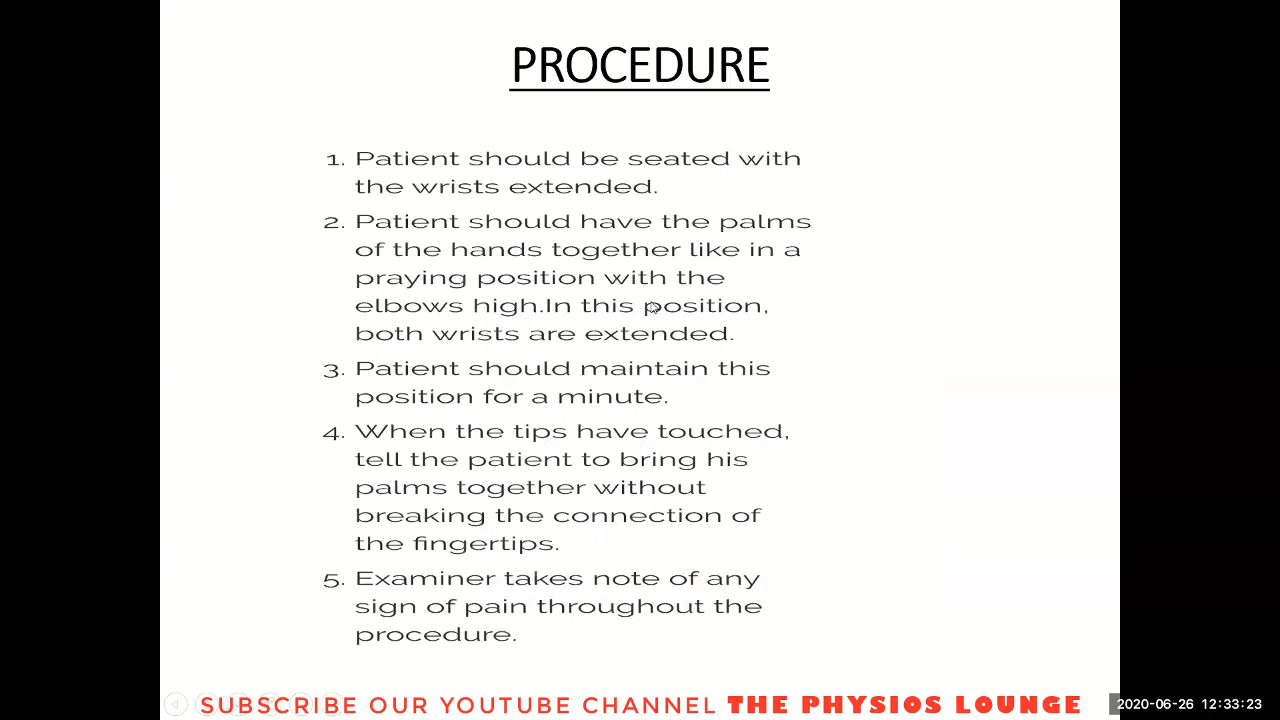 PROCEDURE
1. Patient should be seated with
the wrists extended.
2. Patient should have the palms
of the hands together like in a
praying position with the
elbows high.In this position,
both wrists are extended.
3. Patient should maintain this
position for a minute.
4. When the tips have touched,
tell the patient to bring his
palms together without
breaking the connection of
the fingertips.
5. Examiner takes note of any
sign of pain throughout the
procedure.
SUBSCRIBE OUR YOUTUBE CHANNEL THE PHYSIOS LOUNGE
2020-06-26 12:33:23